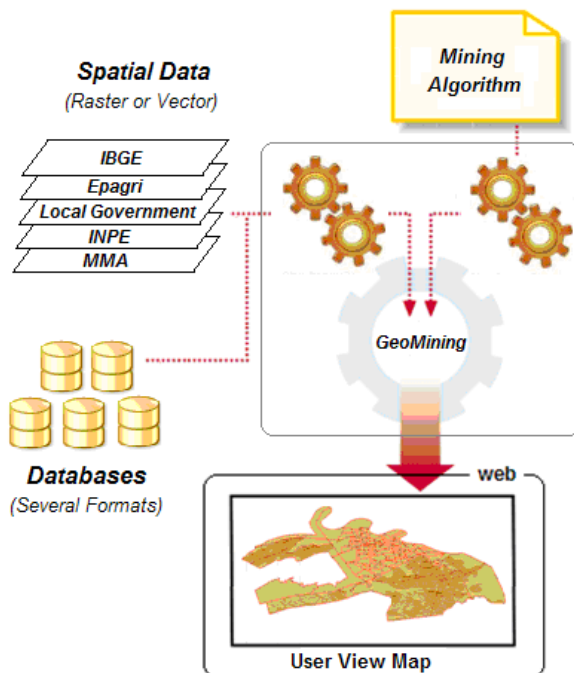 Mining
Algorithm
Spatial Data
(Raster or Vector)
IBGE
Epagri
Local Government
INPE
MMA
GeoMining
Databases
(Several Formats)
web
User View Map